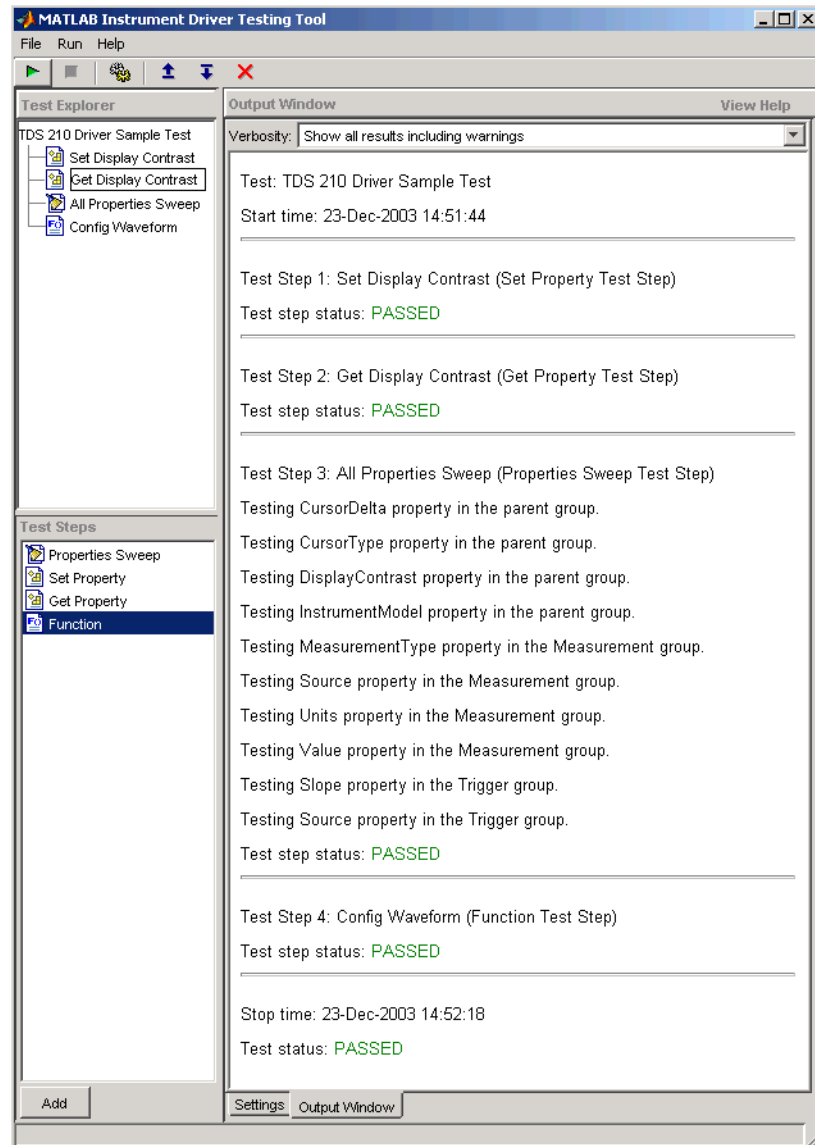 MATLAB Instrument Driver Testing Tool
File Run Help
Test Explorer
TDS 210 Driver Sample Test
Set Display Contrast
Get Display Contrast
All Properties Sweep
Config Waveform
Test Steps
Properties Sweep
Set Property
Get Property
Function
Add
Output Window View Help
Verbosity: Show all results including warnings
Test: TDS 210 Driver Sample Test
Start time: 23-Dec-2003 14:51:44
Test Step 1: Set Display Contrast (Set Property Test Step)
Test step status: PASSED
Test Step 2: Get Display Contrast (Get Property Test Step)
Test step status: PASSED
Test Step 3: All Properties Sweep (Properties Sweep Test Step)
Testing CursorDelta property in the parent group.
Testing CursorType property in the parent group.
Testing DisplayContrast property in the parent group.
Testing InstrumentModel property in the parent group.
Testing MeasurementType property in the Measurement group.
Testing Source property in the Measurement group.
Testing Units property in the Measurement group.
Testing Value property in the Measurement group.
Testing Slope property in the Trigger group.
Testing Source property in the Trigger group.
Test step status: PASSED
Test Step 4: Config Waveform (Function Test Step)
Test step status: PASSED
Stop time: 23-Dec-2003 14:52:18
Test status: PASSED
Settings Output Window